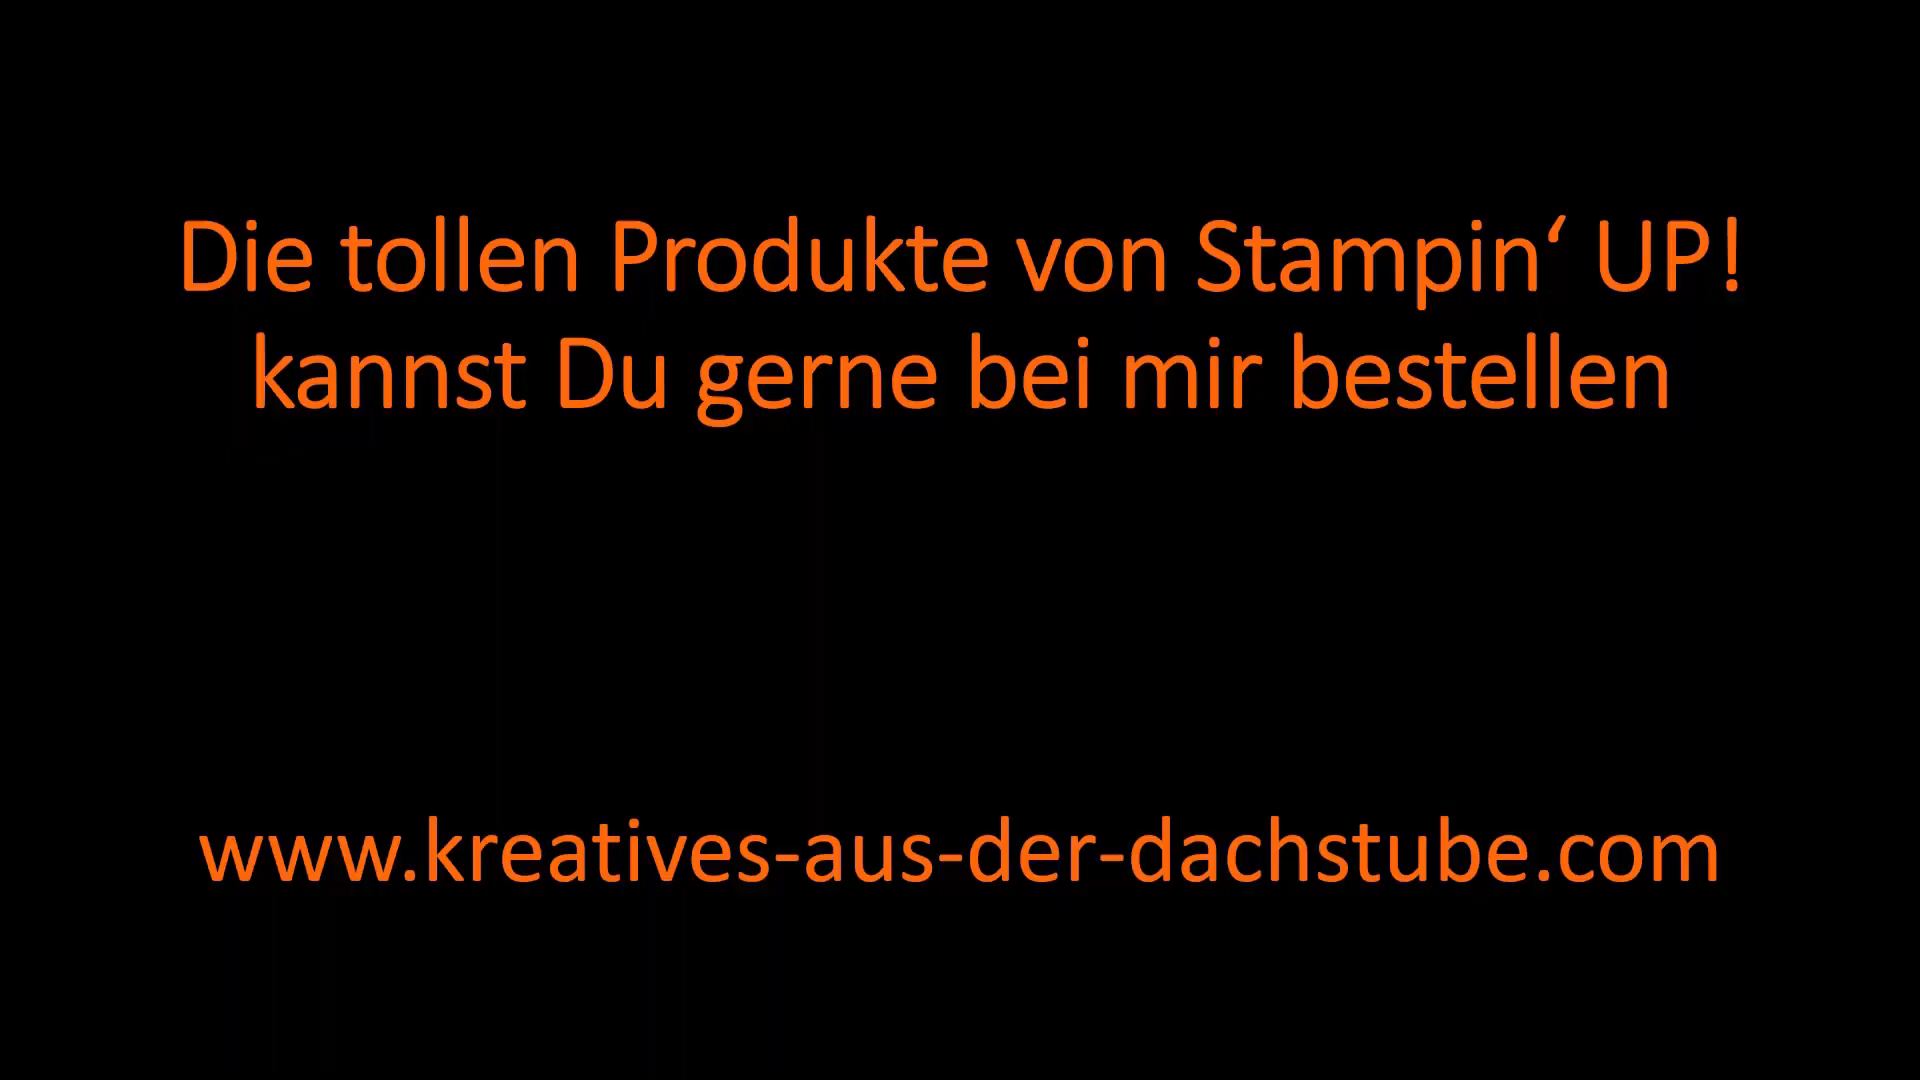 Die tollen Produkte von Stampin‘ UP!
kannst Du gerne bei mir bestellen
www.kreatives-aus-der-dachstube.com